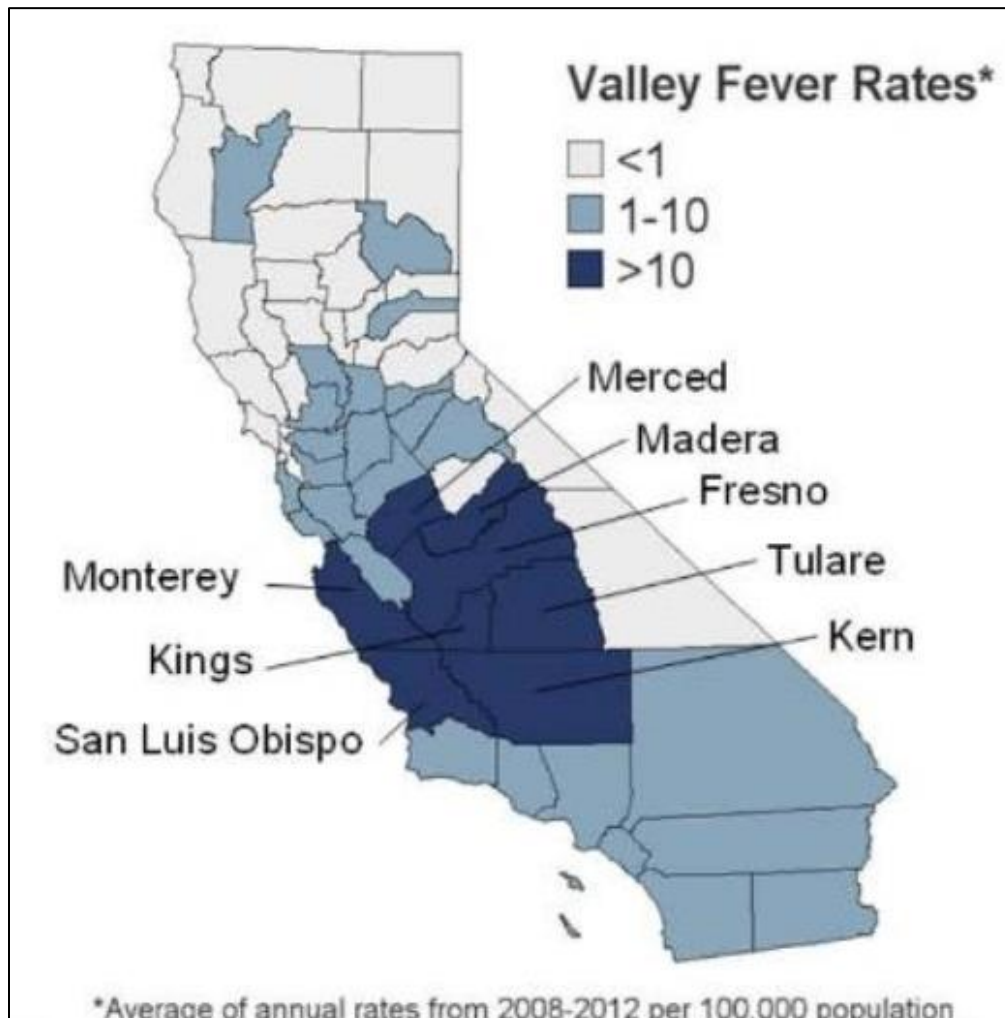 Valley Fever Rates*
<1
1-10
>10
Merced
Madera
Fresno
Tulare
Kern
Monterey
Kings
San Luis Obispo
*Average of annual rates from 2008-2012 per 100,000 population